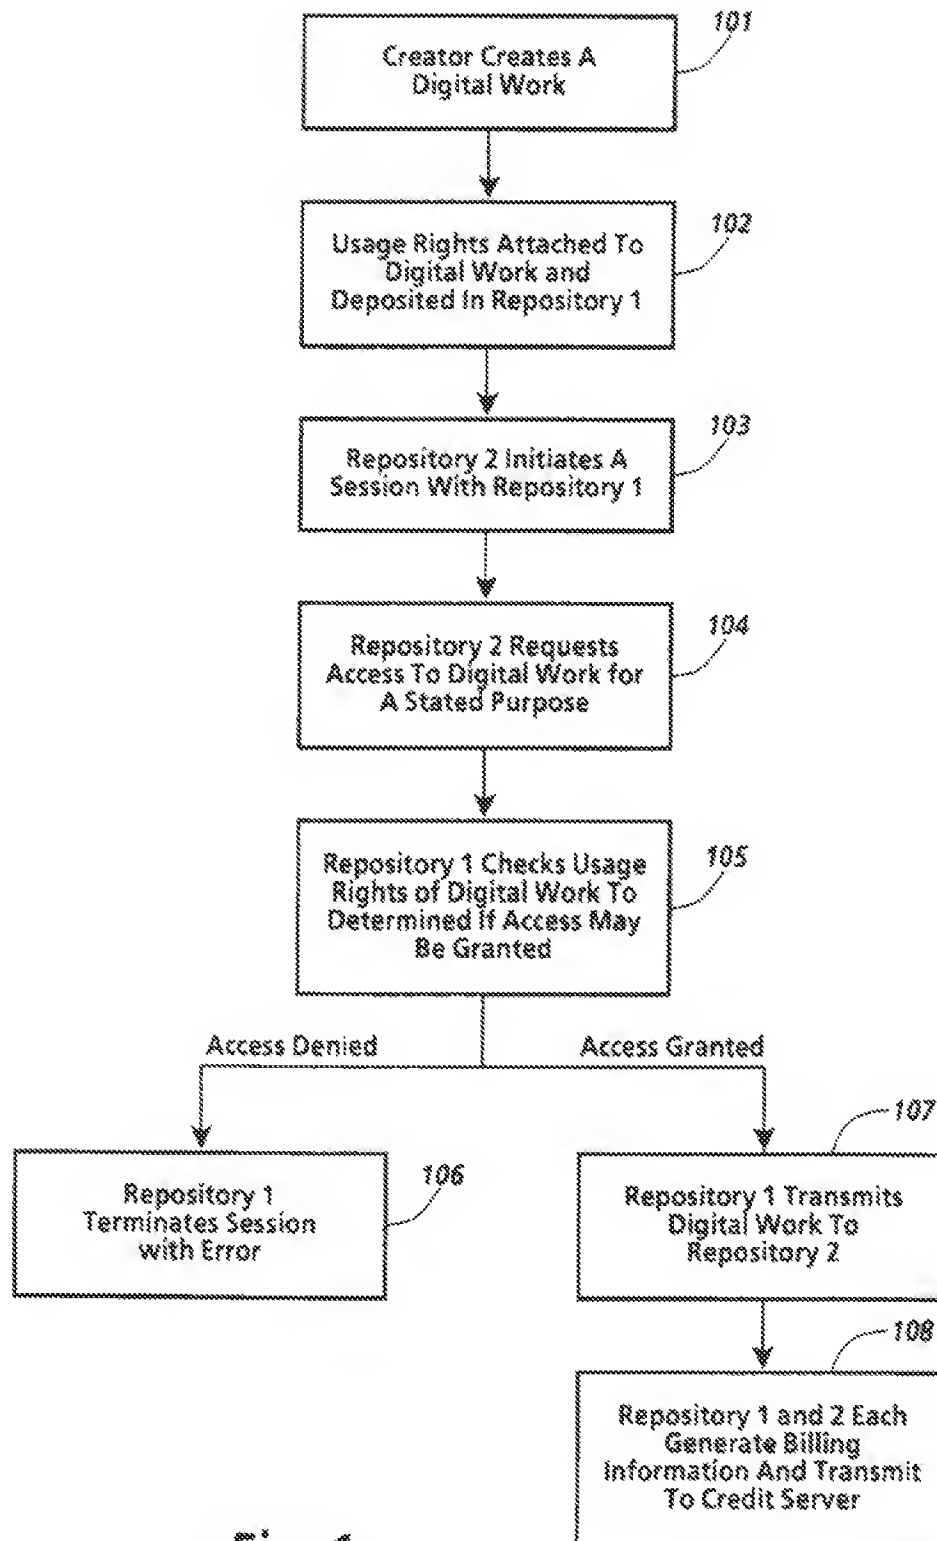 101
Creator Creates A
Digital Work
102
Usage Rights Attached To
Digital Work and
Deposited In Repository 1
103
Repository 2 Initiates A
Session With Repository 1
104
Repository 2 Requests
Access To Digital Work for
A Stated Purpose
105
Repository 1 Checks Usage
Rights of Digital Work To
Determined If Access May
Be Granted
Access Denied
Access Granted
106
Repository 1
Terminates Session
with Error
107
Repository 1 Transmits
Digital Work To
Repository 2
108
Repository 1 and 2 Each
Generate Billing
Information And Transmit
To Credit Server